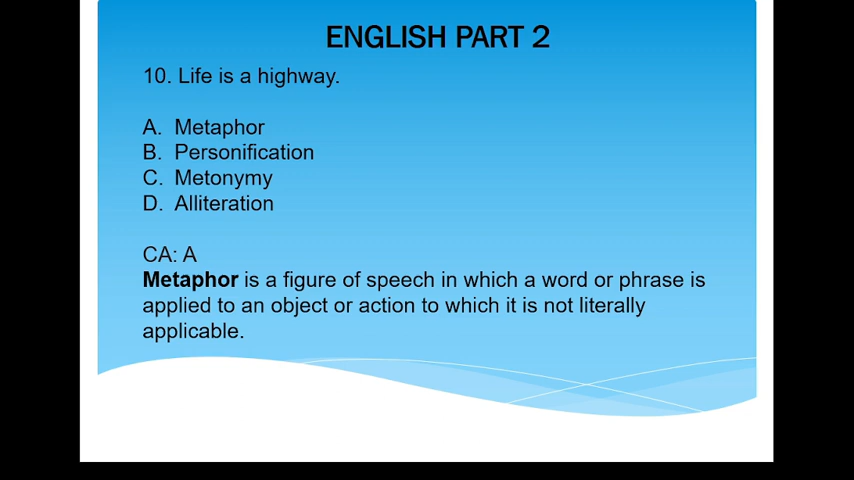 ENGLISH PART 2
10. Life is a highway.
A. Metaphor
B. Personification
C. Metonymy
D. Alliteration
CA: A
Metaphor is a figure of speech in which a word or phrase is
applied to an object or action to which it is not literally
applicable.